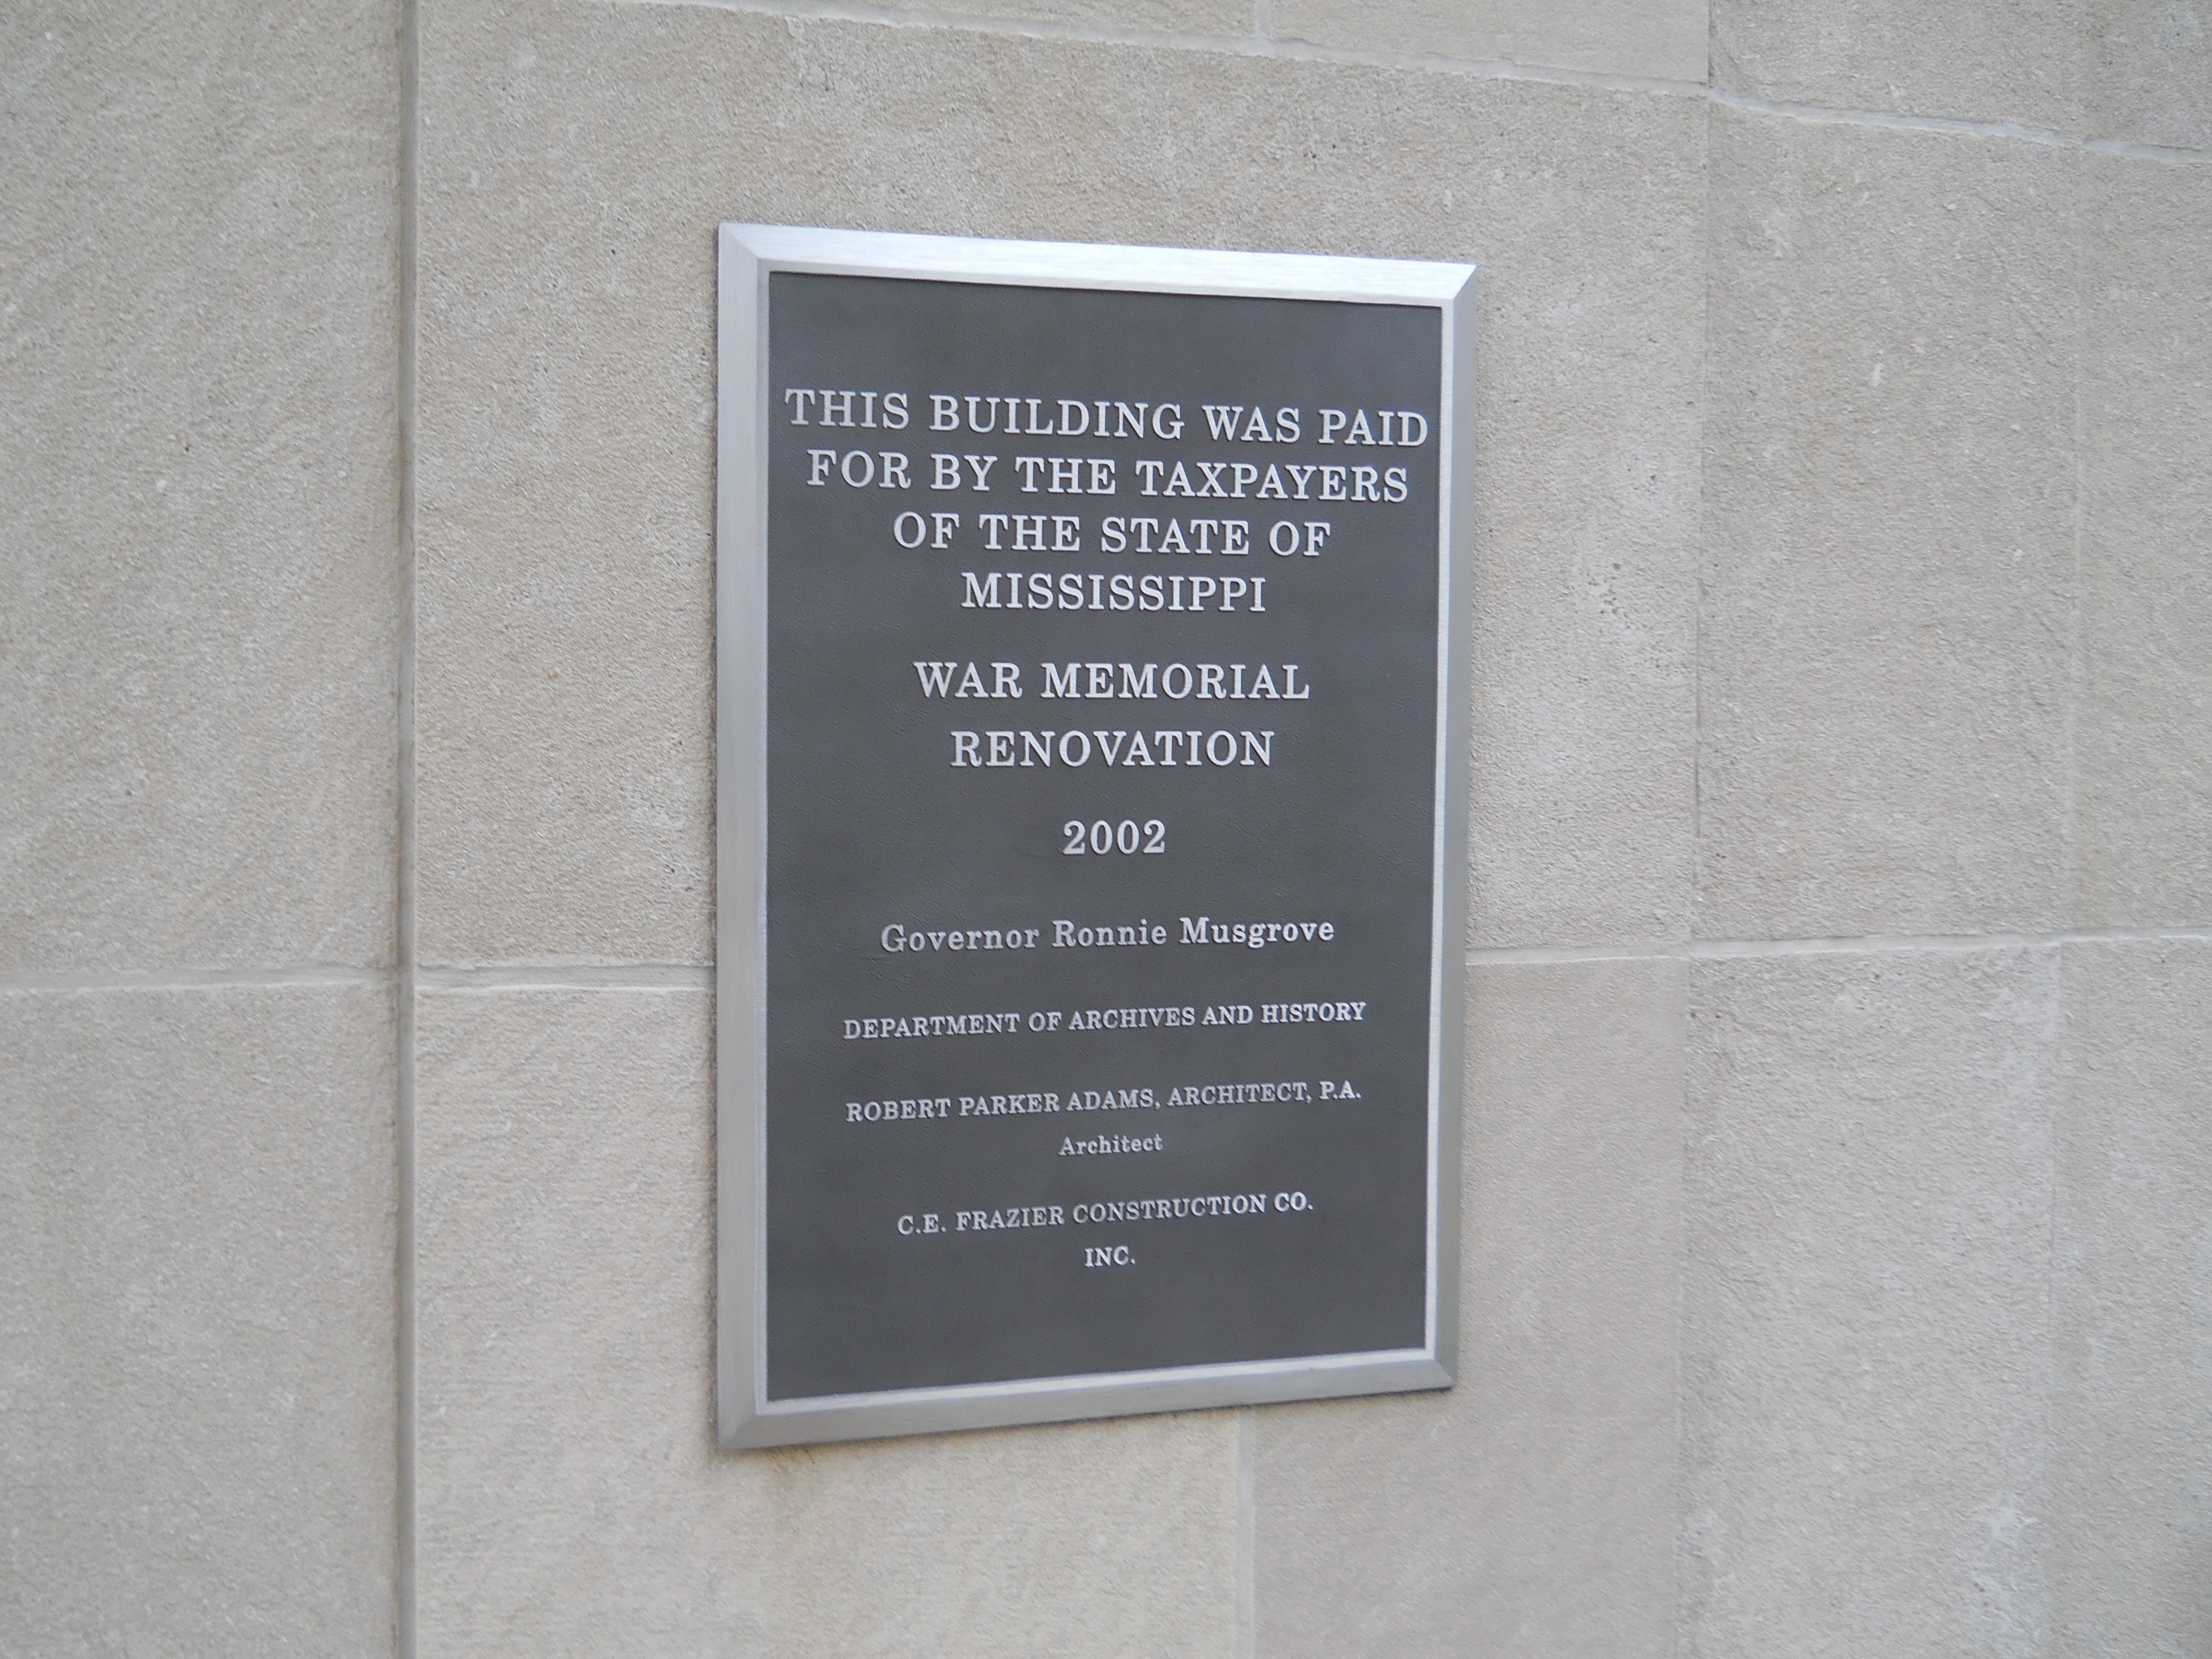 THIS BUILDING WAS PAID
FOR BY THE TAXPAYERS
OF THE STATE OF
MISSISSIPPI
WAR MEMORIAL
RENOVATION
2002
Governor Ronnie Musgrove
DEPARTMENT OF ARCHIVES AND HISTORY
ROBERT PARKER ADAMS, ARCHITECT, P.A.
Architect
C.E. FRAZIER CONSTRUCTION CO.
INC.